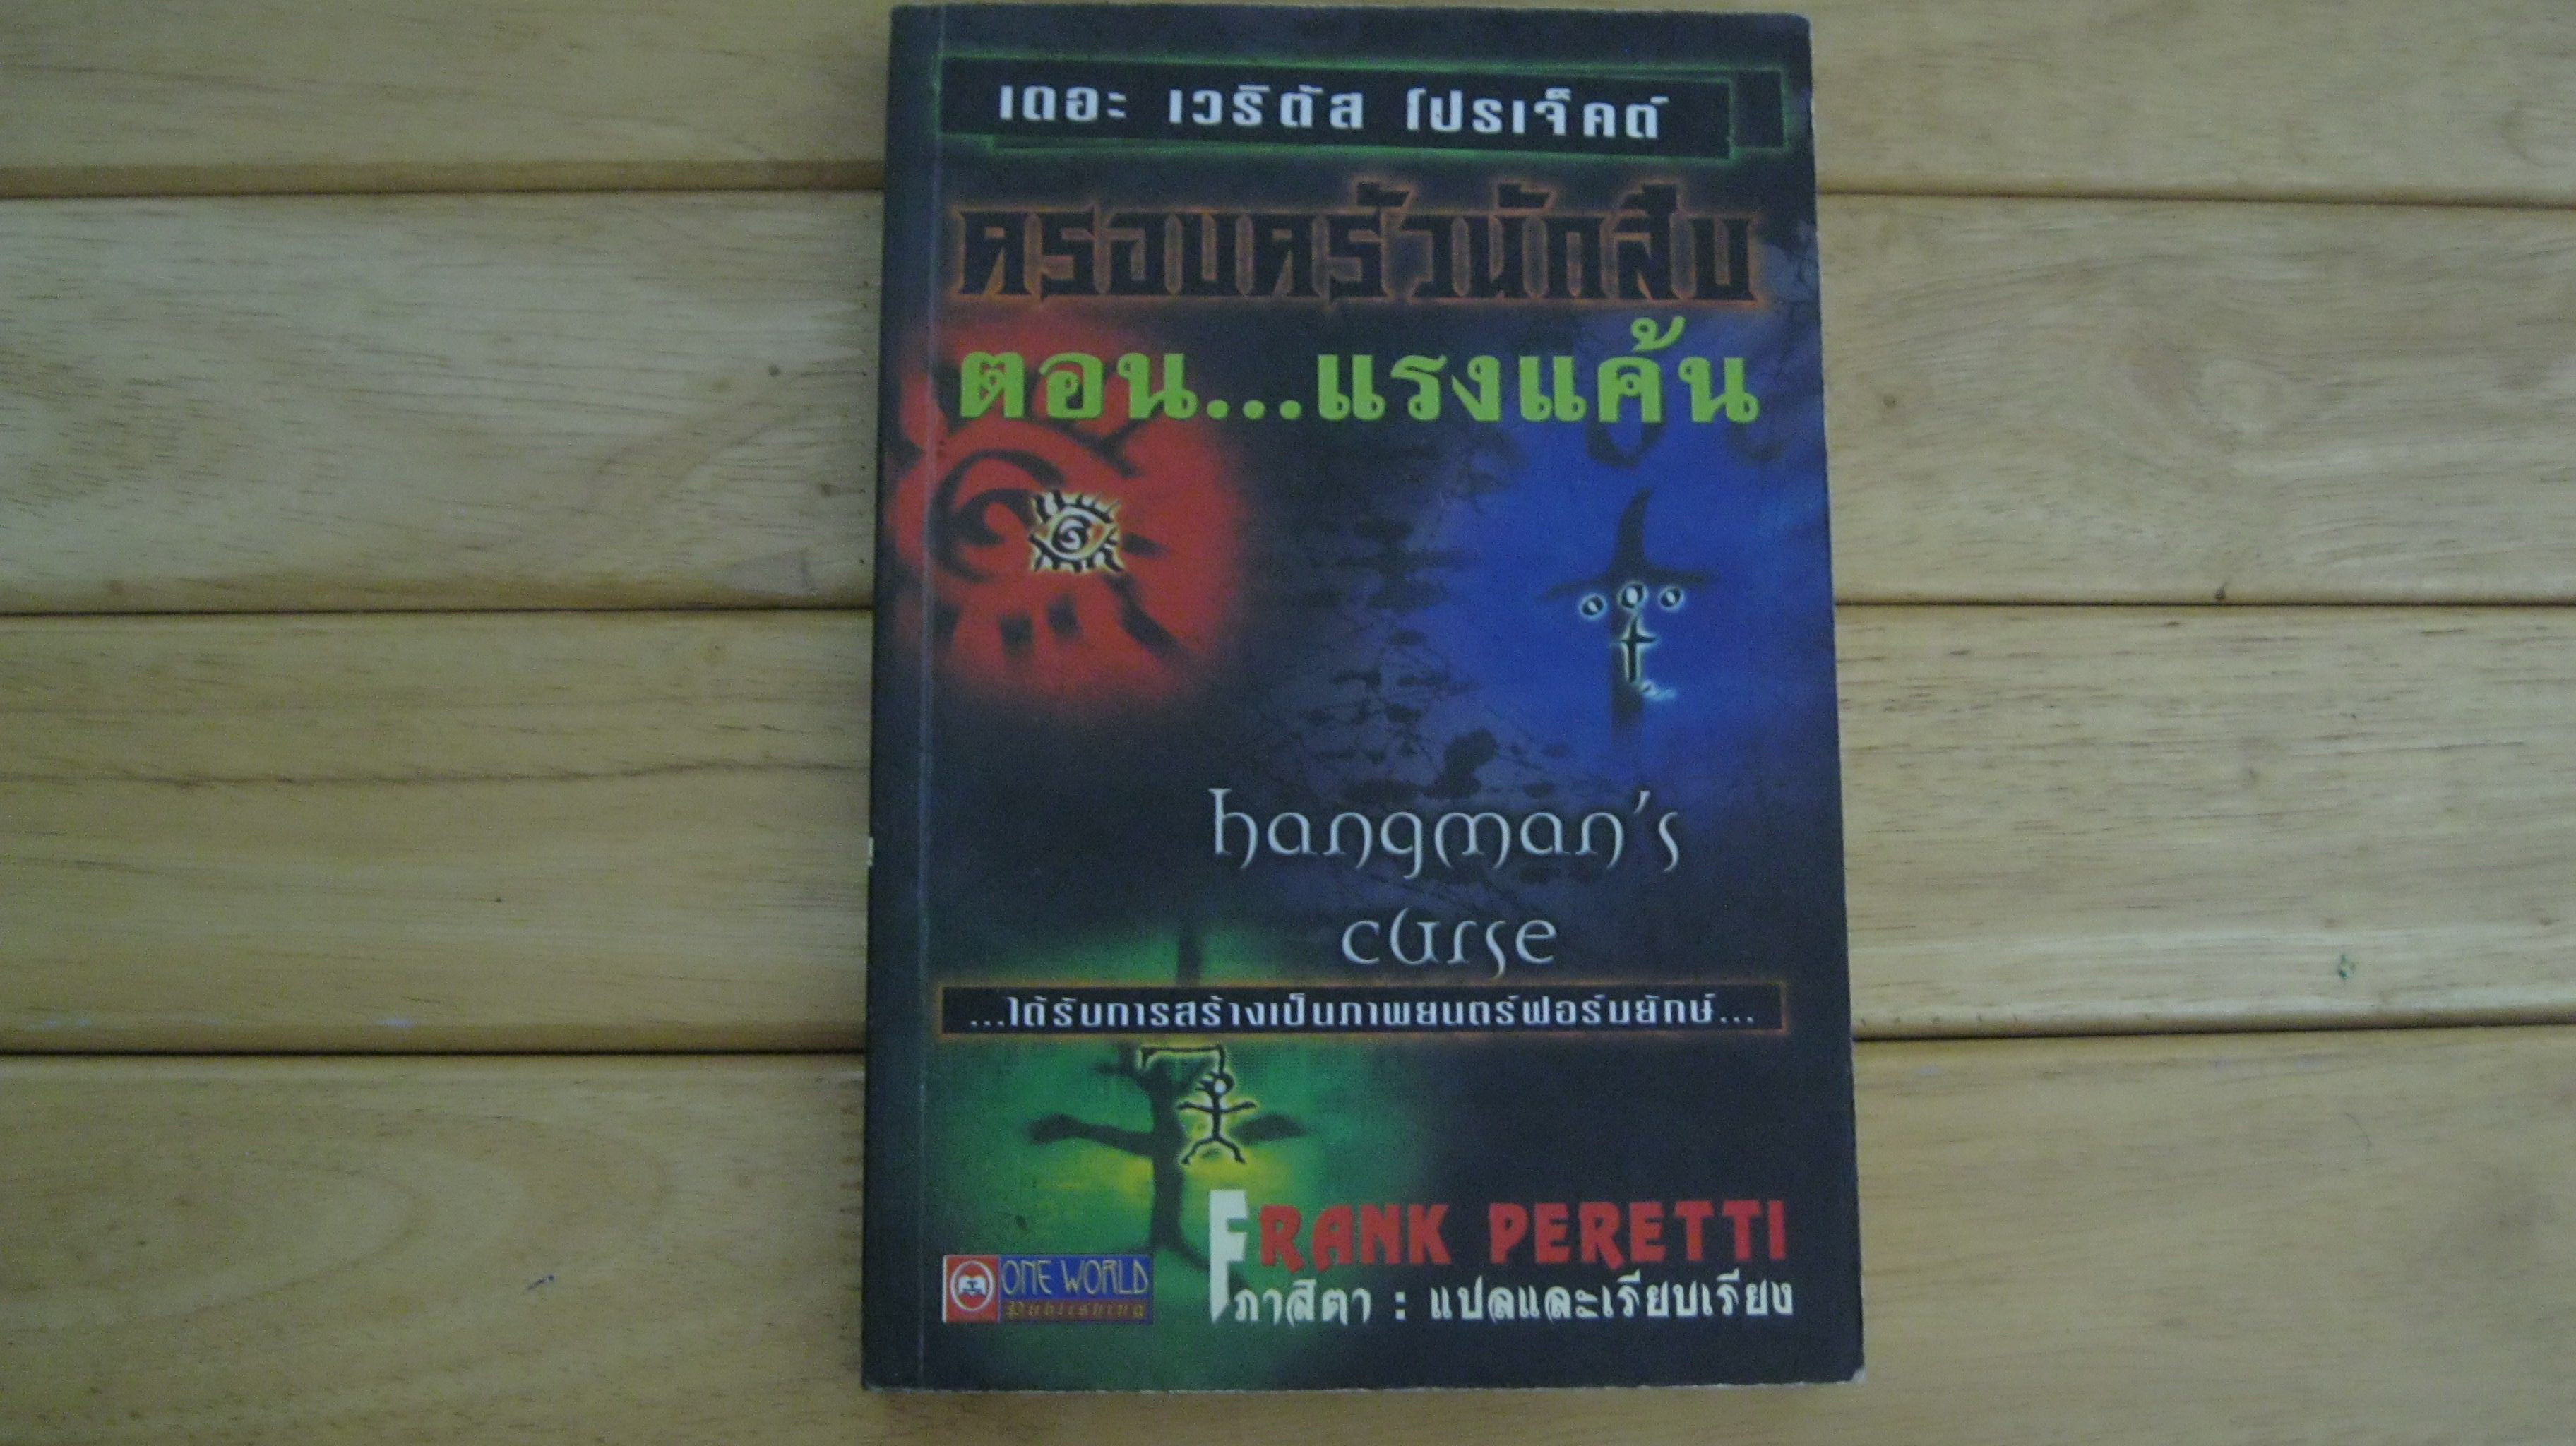 เดอะ เวริตัส โปรเจ็คต์
ครอบครัวนักสืบ
ตอน...แรงแค้น
hangman's
curse
...ได้รับการสร้างเป็นภาพยนตร์ฟอร์มยักษ์...
FRANK PERETTI
ภาสิตา : แปลและเรียบเรียง
ONE WORLD
Publishing